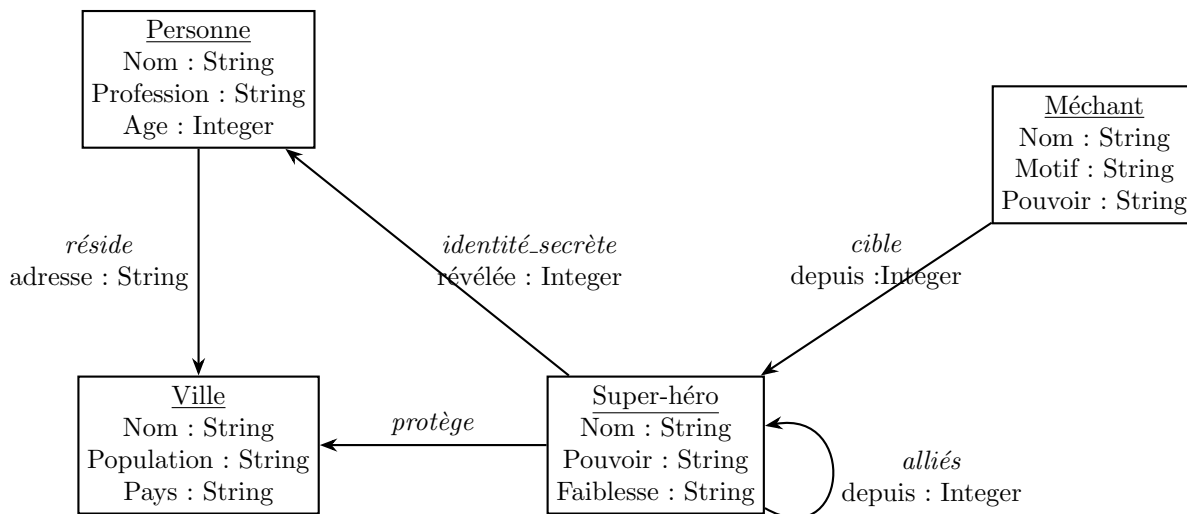 Personne
Nom : String
Profession : String
Age : Integer
Méchant
Nom : String
Motif : String
Pouvoir : String
réside
adresse : String
identité_secrète
révélée : Integer
cible
depuis :Integer
Ville
Nom : String
Population : String
Pays : String
protège
Super-héro
Nom : String
Pouvoir : String
Faiblesse : String
alliés
depuis : Integer